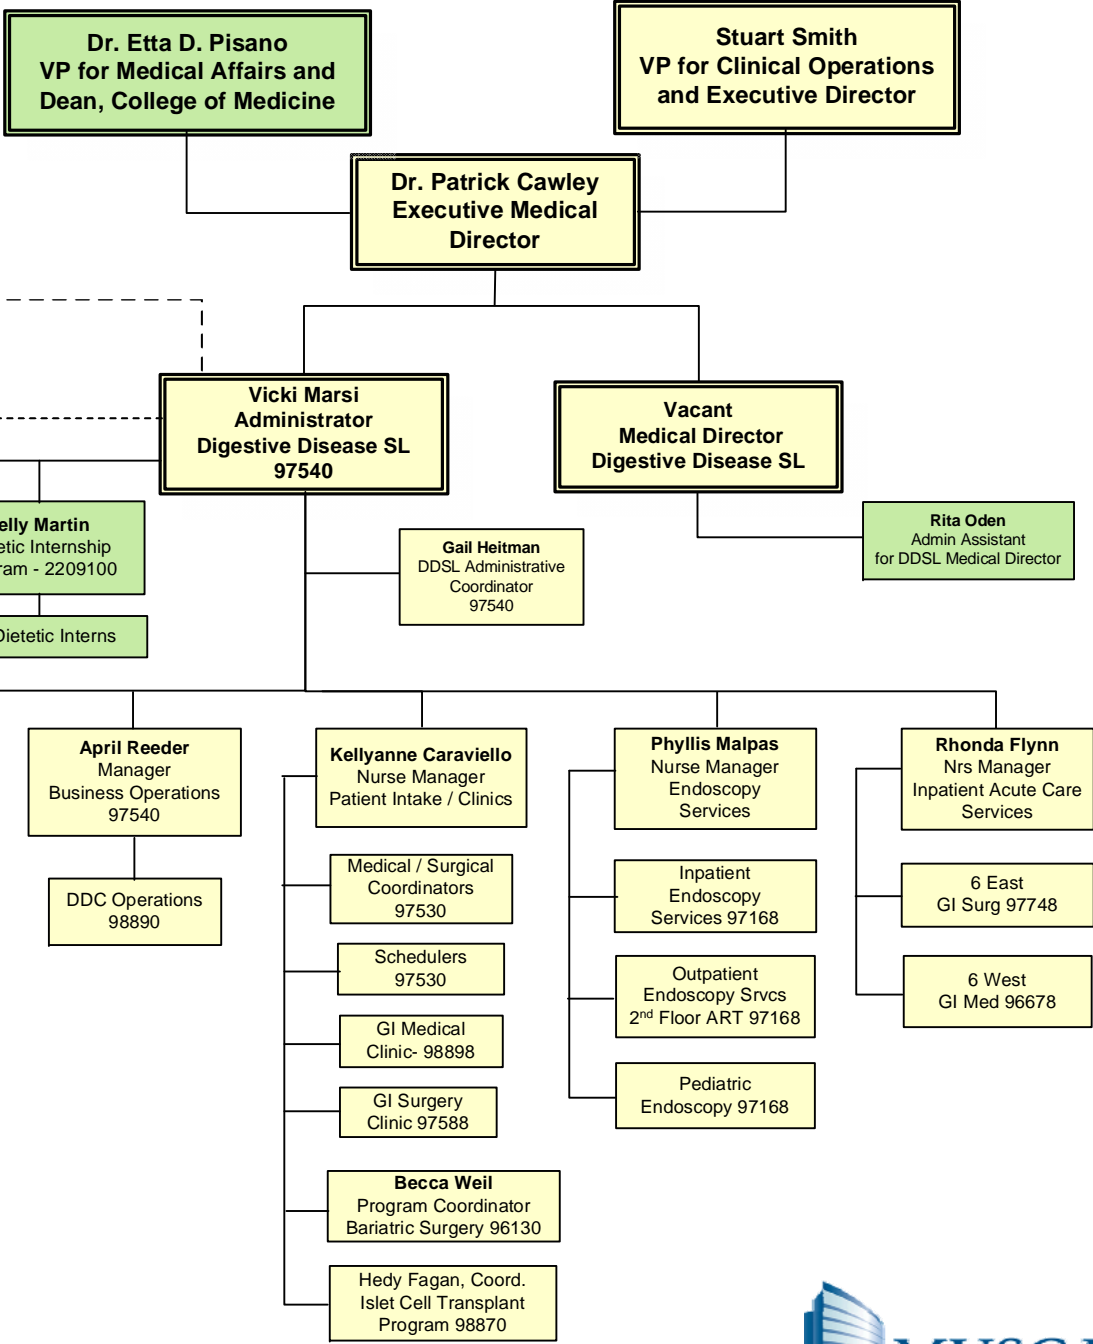 Dr. Etta D. Pisano
VP for Medical Affairs and
Dean, College of Medicine
Stuart Smith
VP for Clinical Operations
and Executive Director
Dr. Patrick Cawley
Executive Medical
Director
Vicki Marsi
Administrator
Digestive Disease SL
97540
Vacant
Medical Director
Digestive Disease SL
elly Martin
etic Internship
ram - 2209100
Dietetic Interns
Gail Heitman
DDSL Administrative
Coordinator
97540
Rita Oden
Admin Assistant
for DDSL Medical Director
April Reeder
Manager
Business Operations
97540
DDC Operations
98890
Kellyanne Caraviello
Nurse Manager
Patient Intake / Clinics
Medical / Surgical
Coordinators
97530
Schedulers
97530
GI Medical
Clinic- 98898
GI Surgery
Clinic 97588
Becca Weil
Program Coordinator
Bariatric Surgery 96130
Hedy Fagan, Coord.
Islet Cell Transplant
Program 98870
Phyllis Malpas
Nurse Manager
Endoscopy
Services
Inpatient
Endoscopy
Services 97168
Outpatient
Endoscopy Srvcs
2nd Floor ART 97168
Pediatric
Endoscopy 97168
Rhonda Flynn
Nrs Manager
Inpatient Acute Care
Services
6 East
GI Surg 97748
6 West
GI Med 96678